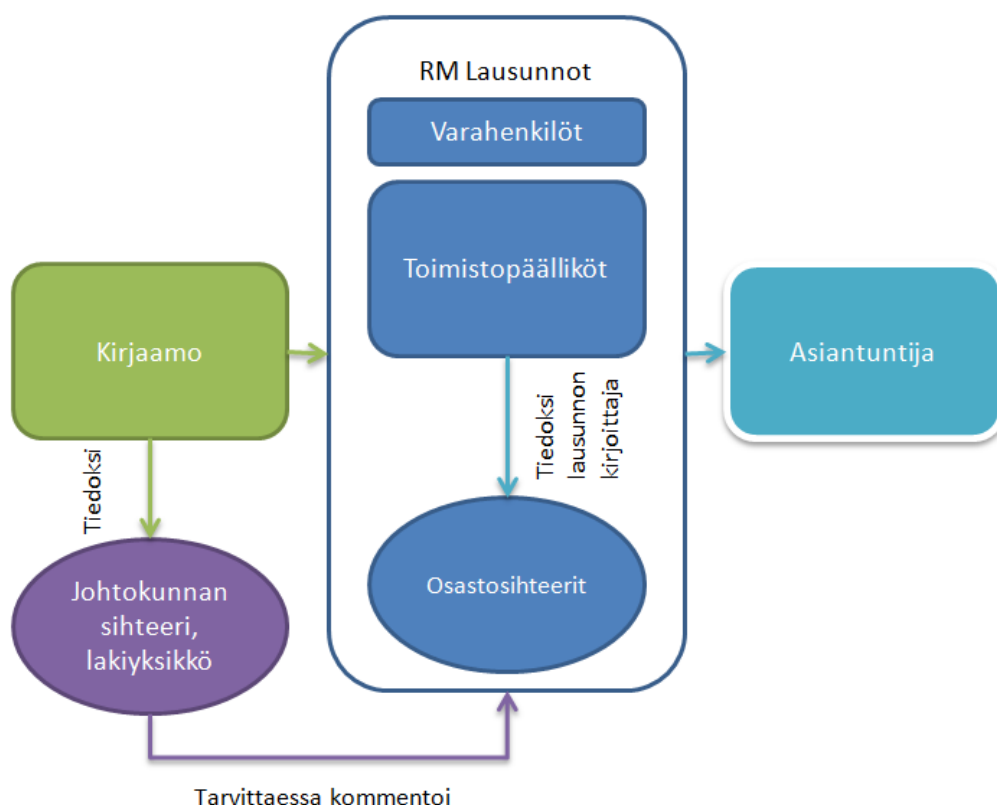 RM Lausunnot
Varahenkilöt
Toimistopäälliköt
Kirjaamo
Asiantuntija
Tiedoksi
lausunnon
kirjoittaja
Tiedoksi
Osastosihteerit
Johtokunnan
sihteeri,
lakiyksikkö
Tarvittaessa kommentoi